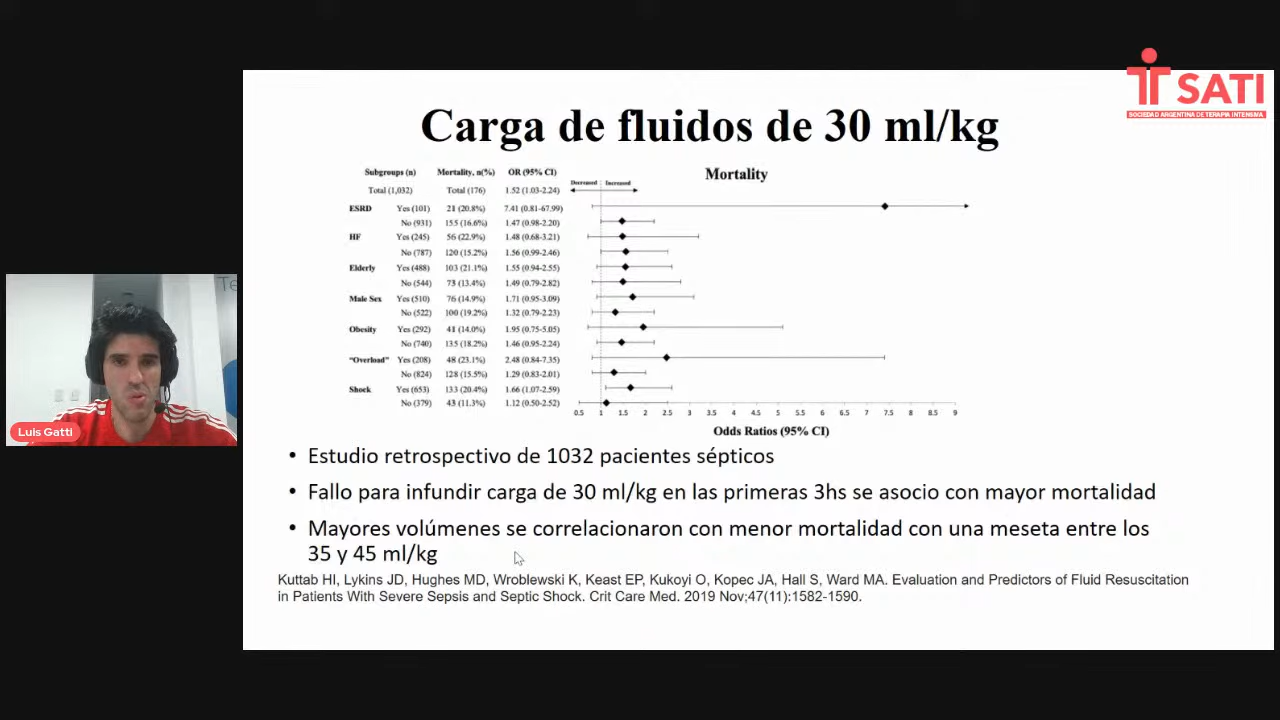 SATI
SOCIEDAD ARGENTINA DE TERAPIA INTENSIVA
Carga de fluidos de 30 ml/kg
Subgroups (n) Mortality, n(%) OR (95% CI) Mortality
Total (1,032) Total (176) 1.52 (1.03-2.24) Decreased Increased
ESRD Yes (101) 21 (20.8%) 7.41 (0.81-67.99)
No (931) 155 (16.6%) 1.47 (0.98-2.20)
HF Yes (245) 56 (22.9%) 1.48 (0.68-3.21)
No (787) 120 (15.2%) 1.56 (0.99-2.46)
Elderly Yes (488) 103 (21.1%) 1.55 (0.94-2.55)
No (544) 73 (13.4%) 1.49 (0.79-2.82)
Male Sex Yes (510) 76 (14.9%) 1.71 (0.95-3.09)
No (522) 100 (19.2%) 1.32 (0.79-2.23)
Obesity Yes (292) 41 (14.0%) 1.95 (0.75-5.05)
No (740) 135 (18.2%) 1.46 (0.95-2.24)
"Overload" Yes (208) 48 (23.1%) 2.48 (0.84-7.35)
No (824) 128 (15.5%) 1.29 (0.83-2.01)
Shock Yes (653) 133 (20.4%) 1.66 (1.07-2.59)
No (379) 43 (11.3%) 1.12 (0.50-2.52)
0.5 1 1.5 2 2.5 3 3.5 4 4.5 5 5.5 6 6.5 7 7.5 8 8.5 9
Odds Ratios (95% CI)
• Estudio retrospectivo de 1032 pacientes sépticos
• Fallo para infundir carga de 30 ml/kg en las primeras 3hs se asocio con mayor mortalidad
• Mayores volúmenes se correlacionaron con menor mortalidad con una meseta entre los
35 y 45 ml/kg
Kuttab HI, Lykins JD, Hughes MD, Wroblewski K, Keast EP, Kukoyi O, Kopec JA, Hall S, Ward MA. Evaluation and Predictors of Fluid Resuscitation
in Patients With Severe Sepsis and Septic Shock. Crit Care Med. 2019 Nov;47(11):1582-1590.
Te
Luis Gatti